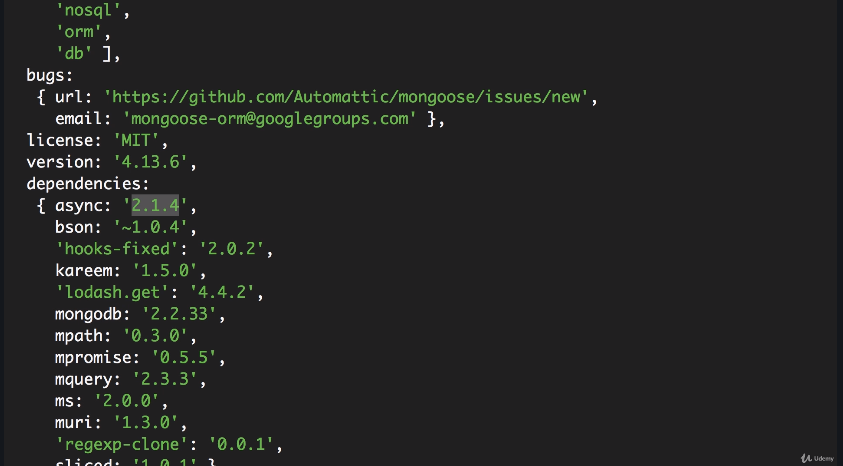 'nosql',
'orm',
'db' ],
bugs:
{ url: 'https://github.com/Automattic/mongoose/issues/new',
email: 'mongoose-orm@googlegroups.com' },
license: 'MIT',
version: '4.13.6',
dependencies:
{ async: '2.1.4',
bson: '~1.0.4',
'hooks-fixed': '2.0.2',
kareem: '1.5.0',
'lodash.get': '4.4.2',
mongodb: '2.2.33',
mpath: '0.3.0',
mpromise: '0.5.5',
mquery: '2.3.3',
ms: '2.0.0',
muri: '1.3.0',
'regexp-clone': '0.0.1',
sliced: '1.0.1' }
Udemy